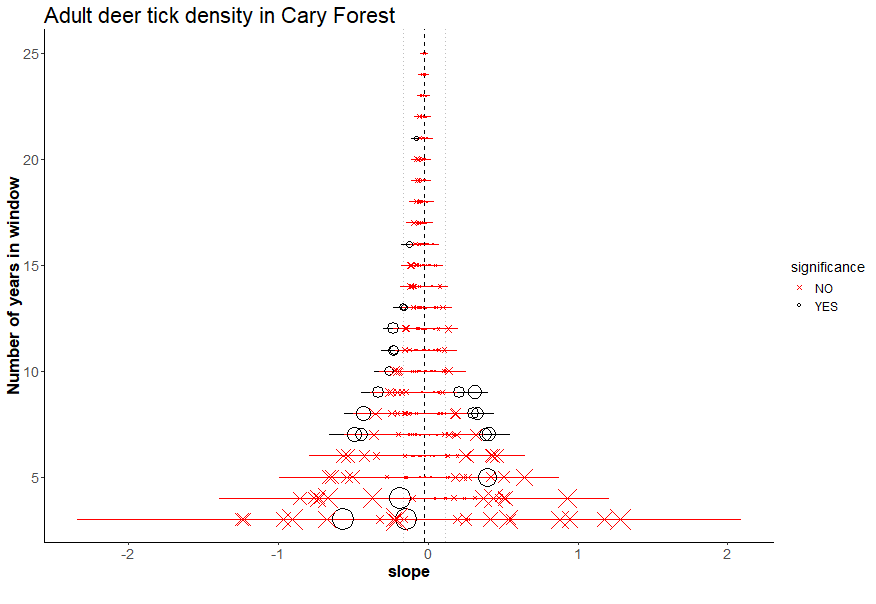 Adult deer tick density in Cary Forest
Number of years in window
25
20
15
10
5
-2
-1
0
1
2
slope
significance
NO
YES